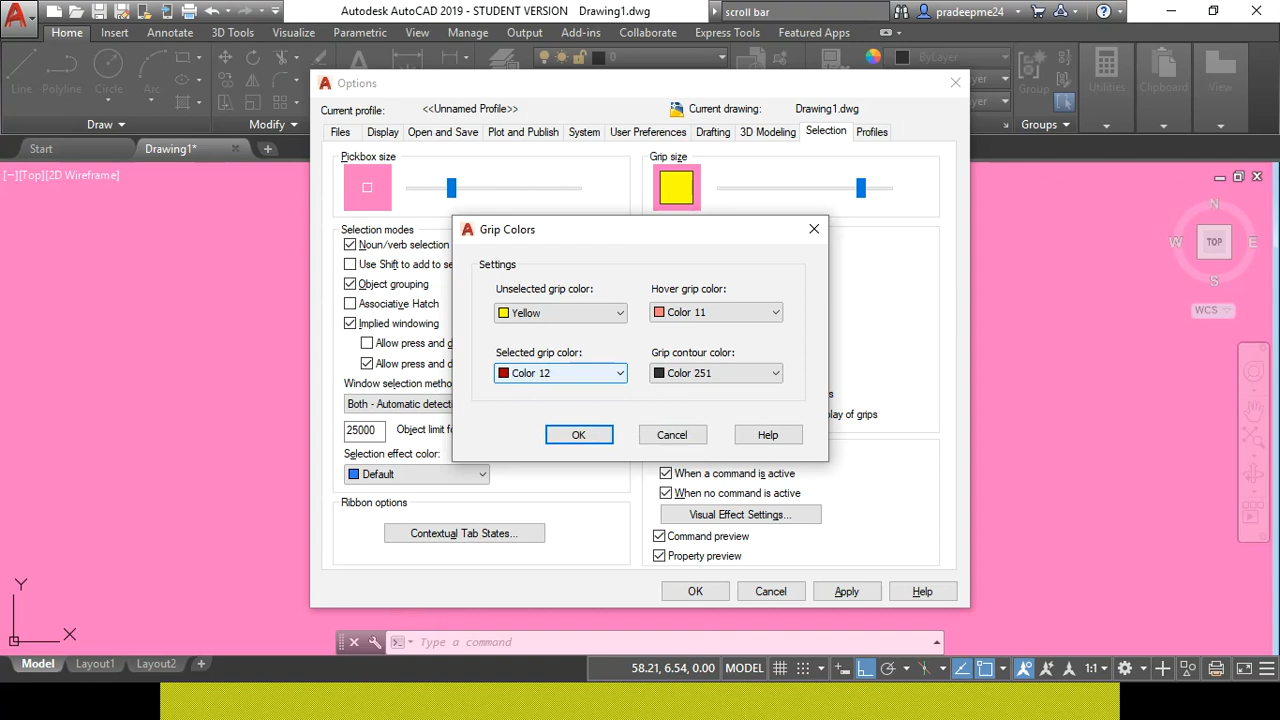 Autodesk AutoCAD 2019 - STUDENT VERSION Drawing1.dwg
scroll bar
pradeepme24
Home Insert Annotate 3D Tools Visualize Parametric View Manage Output Add-ins Collaborate Express Tools Featured Apps
Line Polyline Circle Arc
0
ByLayer
Group Utilities Clipboard View
Draw Modify Groups
Start Drawing1*
[−][Top][2D Wireframe]
N
W TOP E
S
WCS
Options
Current profile: <<Unnamed Profile>> Current drawing: Drawing1.dwg
Files Display Open and Save Plot and Publish System User Preferences Drafting 3D Modeling Selection Profiles
Pickbox size Grip size
Selection modes
Noun/verb selection
Use Shift to add to se
Object grouping
Associative Hatch
Implied windowing
Allow press and
Allow press and d
Window selection metho
Both - Automatic detecti
25000 Object limit fo
Selection effect color:
Default
Ribbon options
Contextual Tab States...
play of grips
When a command is active
When no command is active
Visual Effect Settings...
Command preview
Property preview
OK Cancel Apply Help
Grip Colors
Settings
Unselected grip color: Hover grip color:
Yellow Color 11
Selected grip color: Grip contour color:
Color 12 Color 251
OK Cancel Help
Y
X
Type a command
Model Layout1 Layout2 +
58.21, 6.54, 0.00 MODEL 1:1